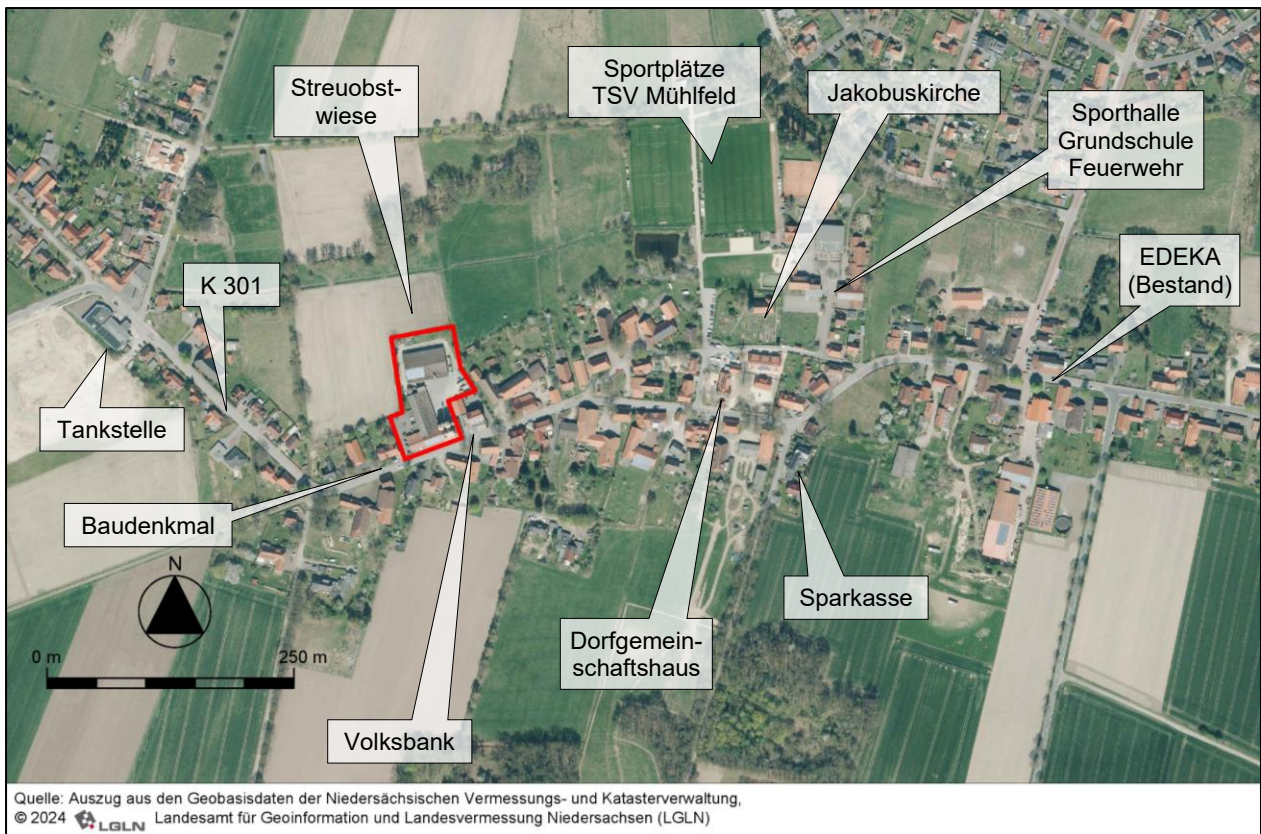 Streuobst-
wiese
Sportplätze
TSV Mühlfeld
Jakobuskirche
Sporthalle
Grundschule
Feuerwehr
K 301
EDEKA
(Bestand)
Tankstelle
Baudenkmal
N
0 m
250 m
Volksbank
Dorfgemein-
schaftshaus
Sparkasse
Quelle: Auszug aus den Geobasisdaten der Niedersächsischen Vermessungs- und Katasterverwaltung,
© 2024 LGLN Landesamt für Geoinformation und Landesvermessung Niedersachsen (LGLN)